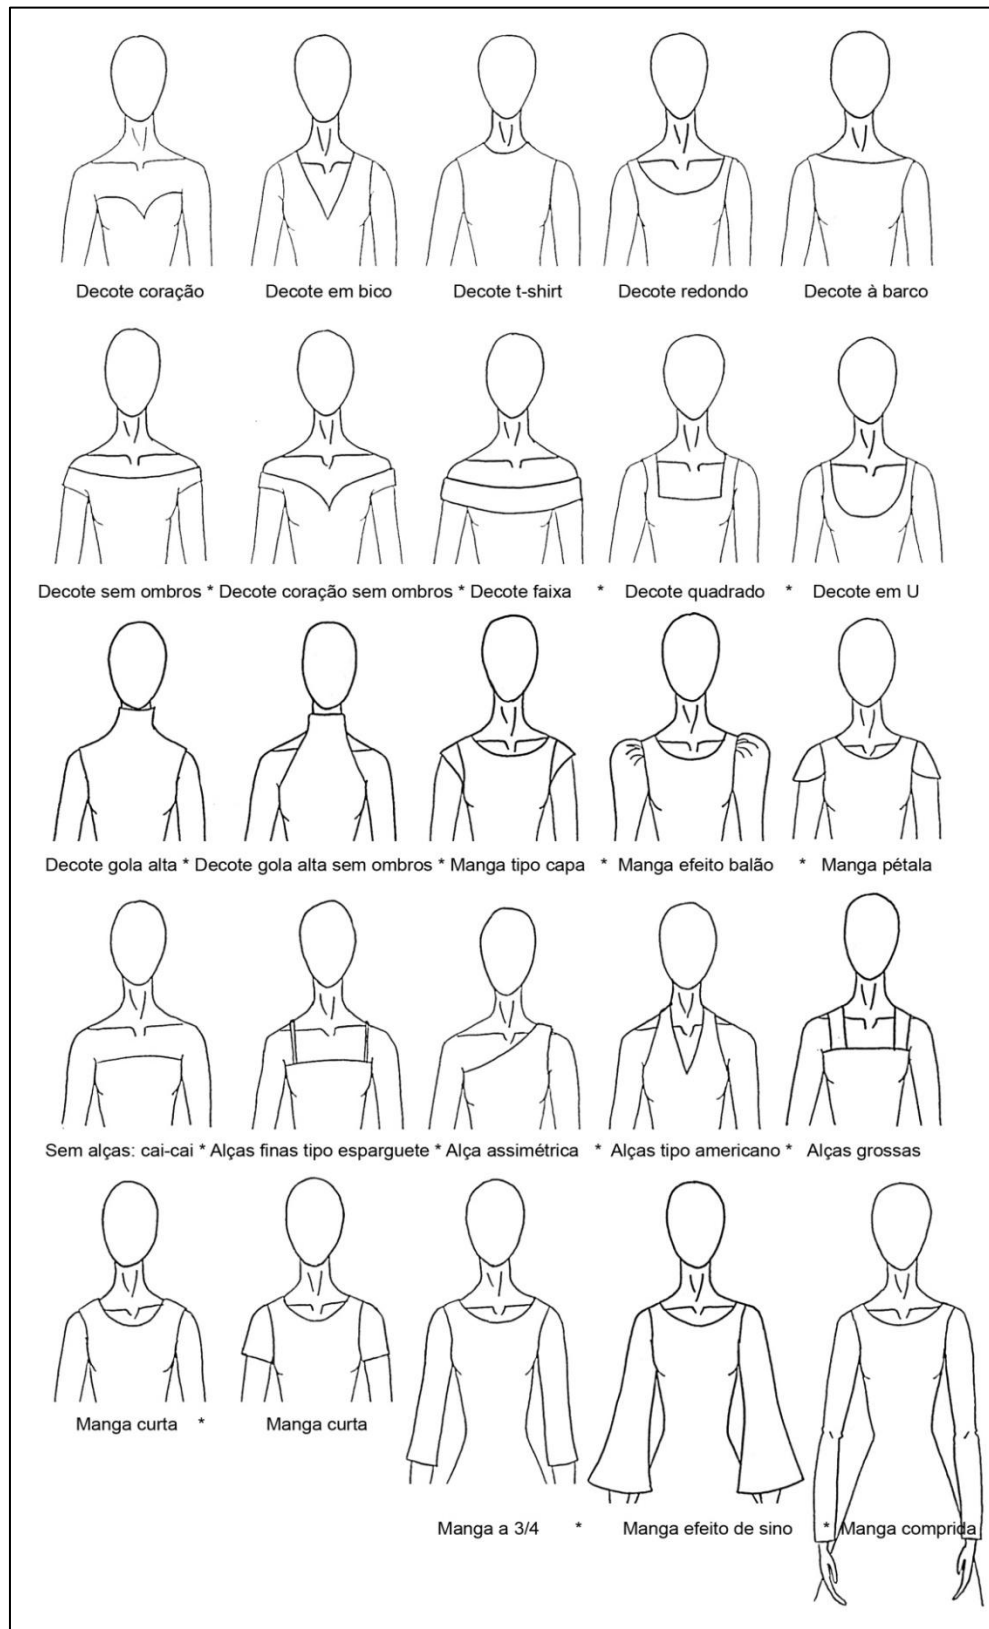 Decote coração Decote em bico Decote t-shirt Decote redondo Decote à barco
Decote sem ombros * Decote coração sem ombros * Decote faixa * Decote quadrado * Decote em U
Decote gola alta * Decote gola alta sem ombros * Manga tipo capa * Manga efeito balão * Manga pétala
Sem alças: cai-cai * Alças finas tipo esparguete * Alça assimétrica * Alças tipo americano * Alças grossas
Manga curta * Manga curta
Manga a 3/4 * Manga efeito de sino * Manga comprida